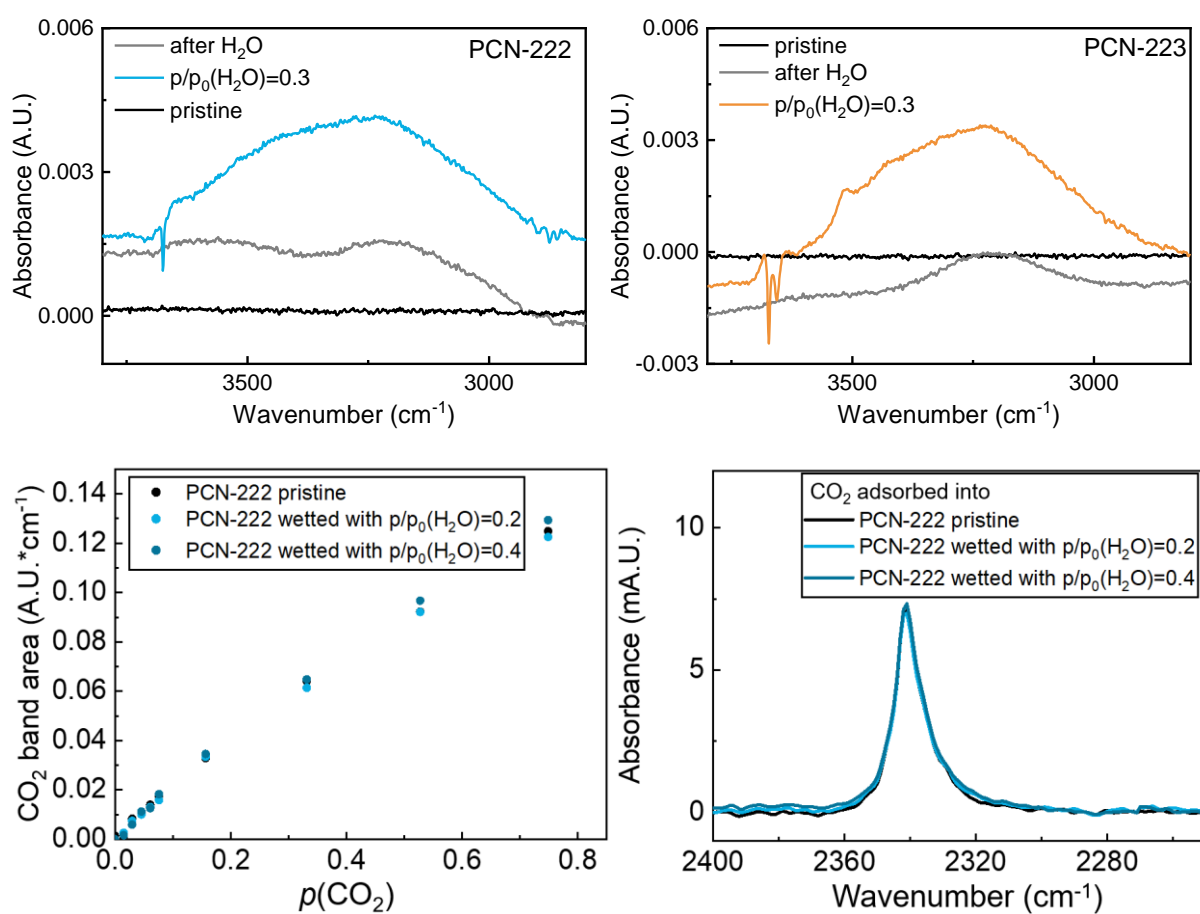 0.006
0.003
0.000
Absorbance (A.U.)
after H₂O
p/p₀(H₂O)=0.3
pristine
PCN-222
3500
3000
Wavenumber (cm⁻¹)
0.006
0.003
0.000
-0.003
Absorbance (A.U.)
pristine
after H₂O
p/p₀(H₂O)=0.3
PCN-223
3500
3000
Wavenumber (cm⁻¹)
0.14
0.12
0.10
0.08
0.06
0.04
0.02
0.00
CO₂ band area (A.U.*cm⁻¹)
PCN-222 pristine
PCN-222 wetted with p/p₀(H₂O)=0.2
PCN-222 wetted with p/p₀(H₂O)=0.4
0.0
0.2
0.4
0.6
0.8
p(CO₂)
10
5
0
Absorbance (mA.U.)
CO₂ adsorbed into
PCN-222 pristine
PCN-222 wetted with p/p₀(H₂O)=0.2
PCN-222 wetted with p/p₀(H₂O)=0.4
2400
2360
2320
2280
Wavenumber (cm⁻¹)